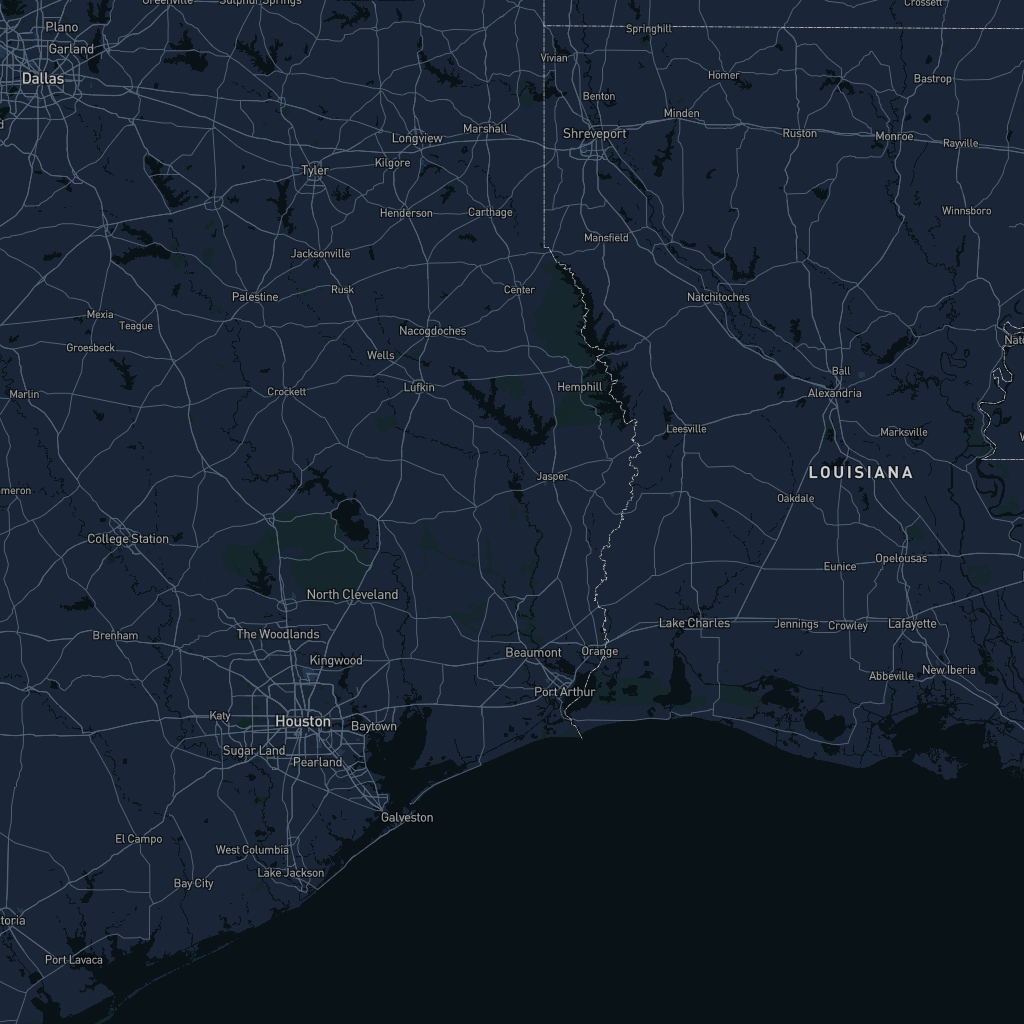 Greenville
Sulphur Springs
Crossett
Plano
Springhill
Garland
Vivian
Dallas
Homer
Bastrop
Benton
Minden
Longview
Marshall
Shreveport
Ruston
Monroe
Rayville
Kilgore
Tyler
Henderson
Carthage
Winnsboro
Mansfield
Jacksonville
Palestine
Rusk
Center
Natchitoches
Mexia
Teague
Nacogdoches
Groesbeck
Wells
Ball
Marlin
Crockett
Lufkin
Hemphill
Alexandria
Leesville
Marksville
LOUISIANA
Jasper
meron
Oakdale
College Station
Eunice
Opelousas
North Cleveland
Brenham
The Woodlands
Lake Charles
Jennings
Crowley
Lafayette
Kingwood
Beaumont
Orange
Abbeville
New Iberia
Port Arthur
Katy
Houston
Baytown
Sugar Land
Pearland
Galveston
El Campo
West Columbia
Lake Jackson
Bay City
toria
Port Lavaca